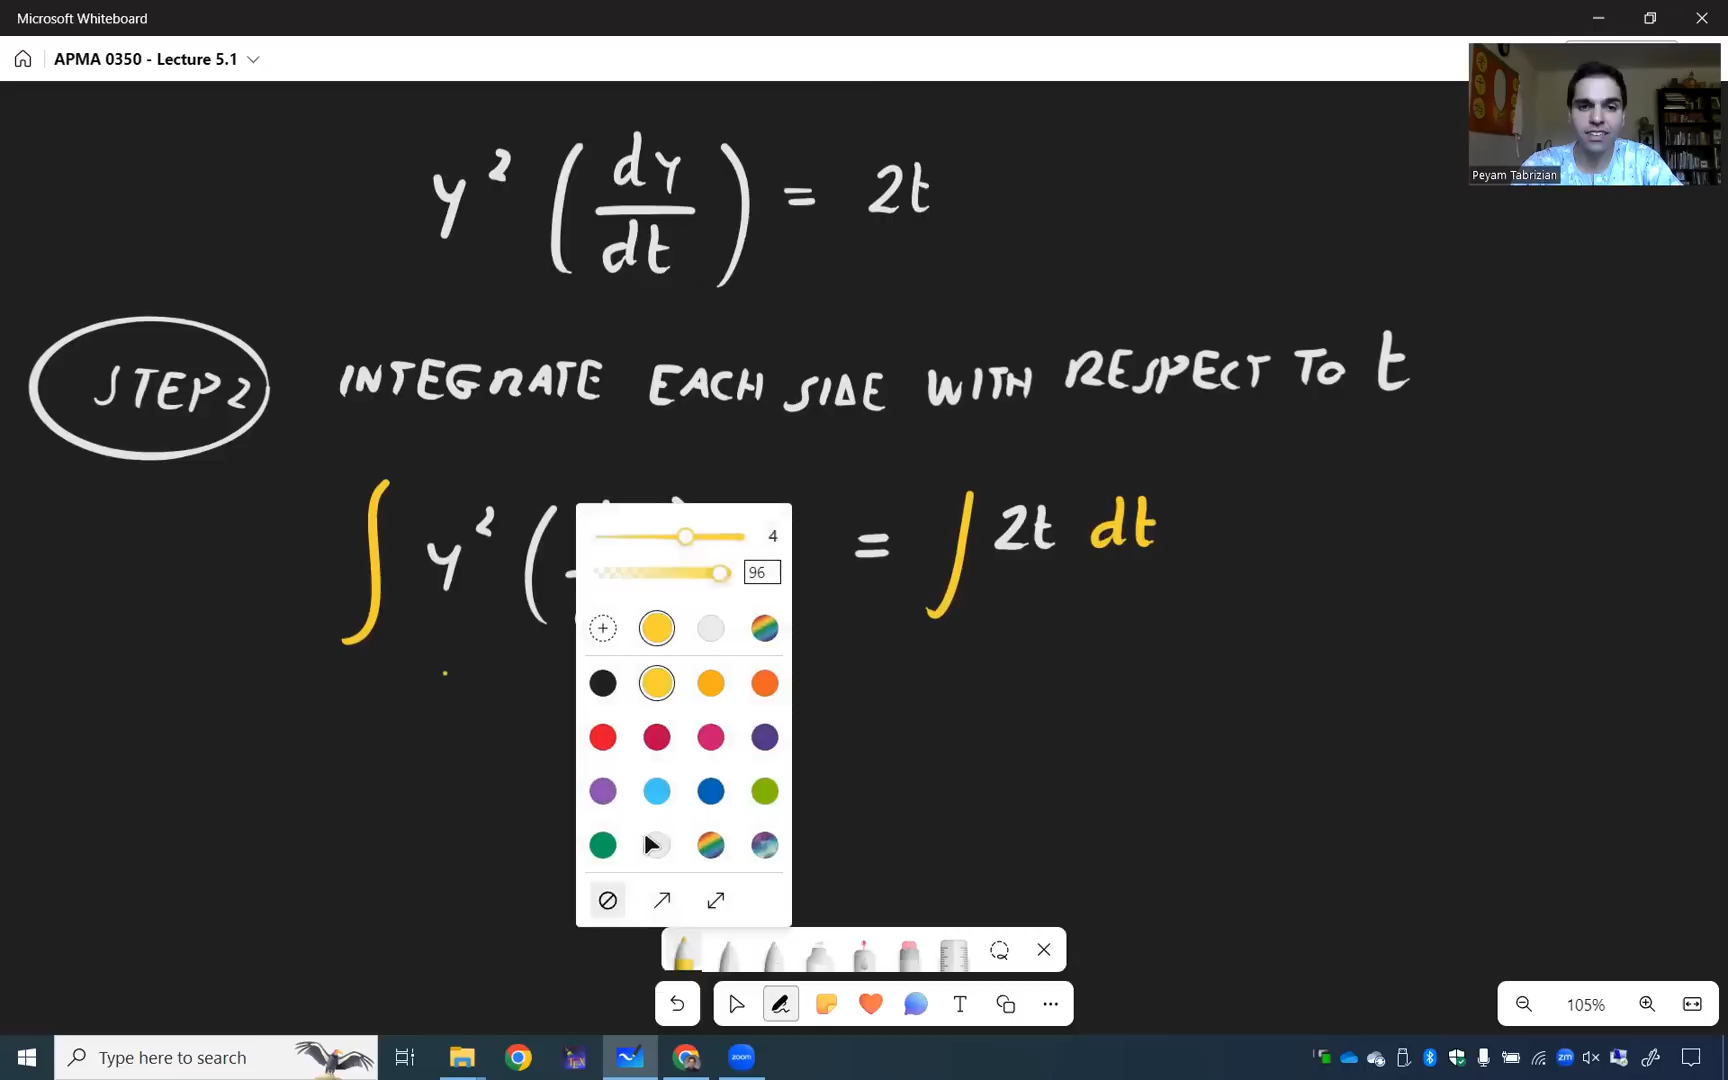 Microsoft Whiteboard
APMA 0350 - Lecture 5.1
Peyam Tabrizian
y² (dy/dt) = 2t
STEP 2 INTEGRATE EACH SIDE WITH RESPECT TO t
∫ y² ( = ∫ 2t dt
4
96
T
105%
Type here to search
zoom